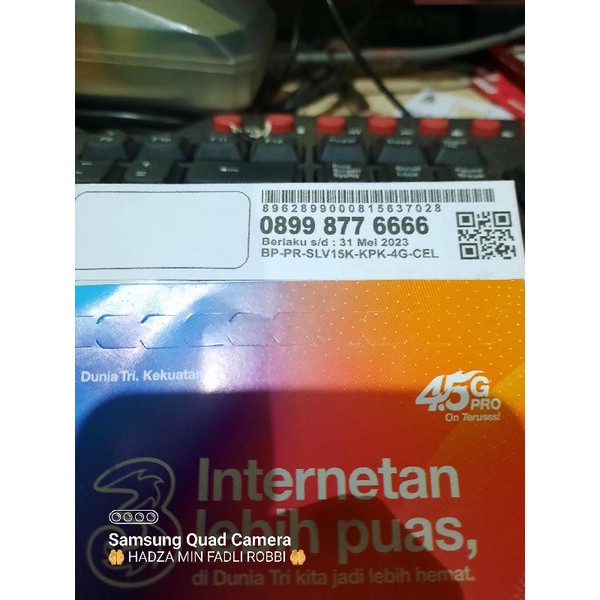 8962899000815637028
0899 877 6666
Berlaku s/d : 31 Mei 2023
BP-PR-SLV15K-KPK-4G-CEL
Dunia Tri. Kekuatan
4.5G
PRO
On Terusss!
Internetan
lebih puas,
di Dunia Tri kita jadi lebih hemat.
Samsung Quad Camera
🤲 HADZA MIN FADLI ROBBI 🤲